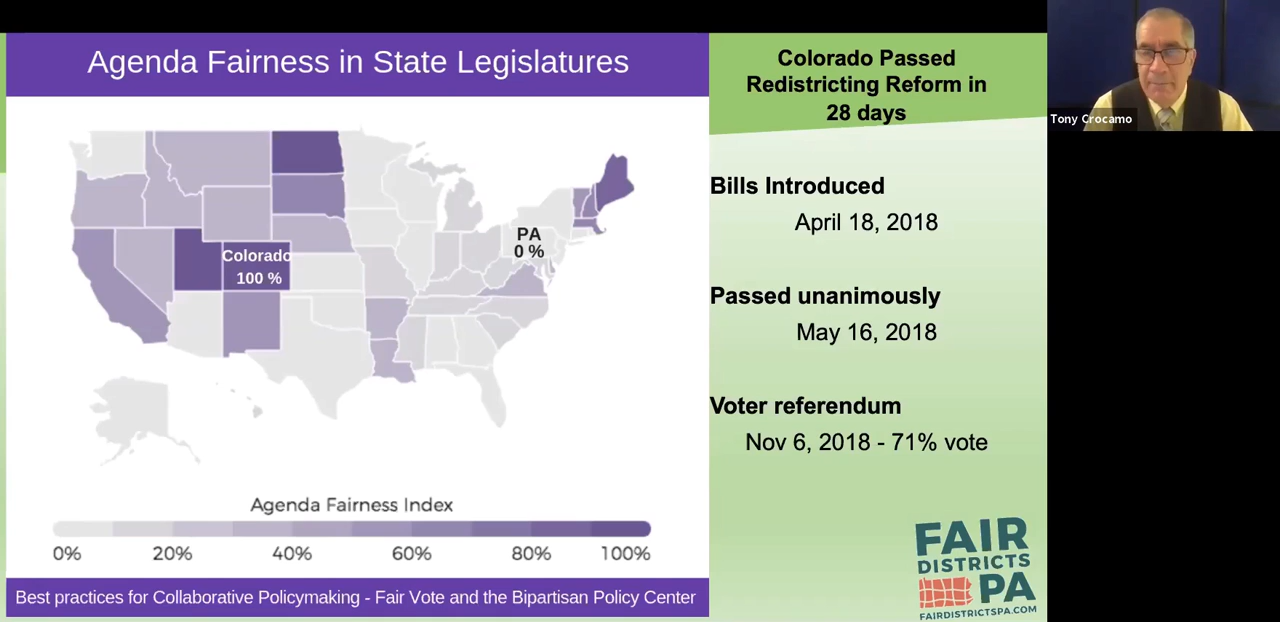 Agenda Fairness in State Legislatures
Colorado
100 %
PA
0 %
Agenda Fairness Index
0%
20%
40%
60%
80%
100%
Best practices for Collaborative Policymaking - Fair Vote and the Bipartisan Policy Center
Colorado Passed
Redistricting Reform in
28 days
Bills Introduced
April 18, 2018
Passed unanimously
May 16, 2018
Voter referendum
Nov 6, 2018 - 71% vote
FAIR
DISTRICTS
PA
FAIRDISTRICTSPA.COM
Tony Crocamo